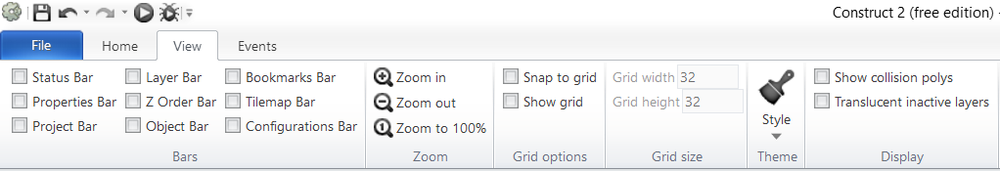 Construct 2 (free edition) -
File Home View Events
Status Bar Layer Bar Bookmarks Bar Zoom in Snap to grid Grid width 32 Show collision polys
Properties Bar Z Order Bar Tilemap Bar Zoom out Show grid Grid height 32 Translucent inactive layers
Project Bar Object Bar Configurations Bar 1 Zoom to 100% Style
Bars Zoom Grid options Grid size Theme Display